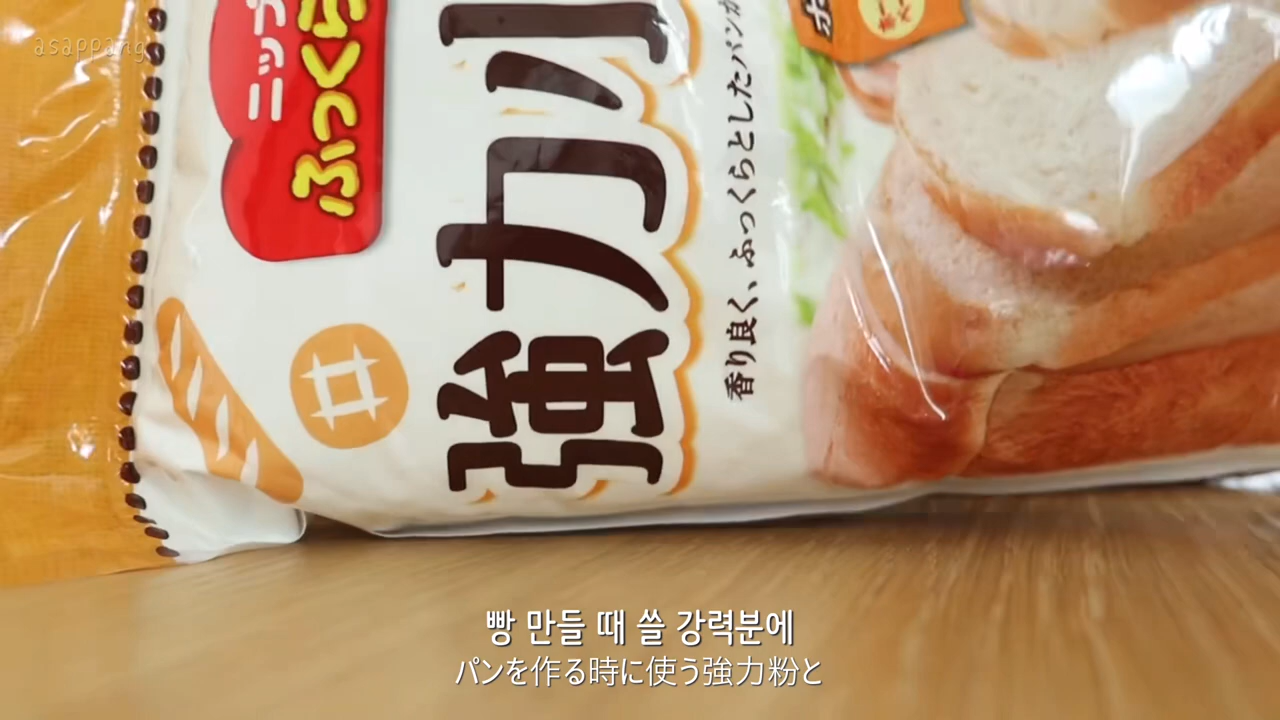 asappang
ニップ
ふっくら
強力小
香り良く、ふっくらとしたパンが
빵 만들 때 쓸 강력분에
パンを作る時に使う強力粉と